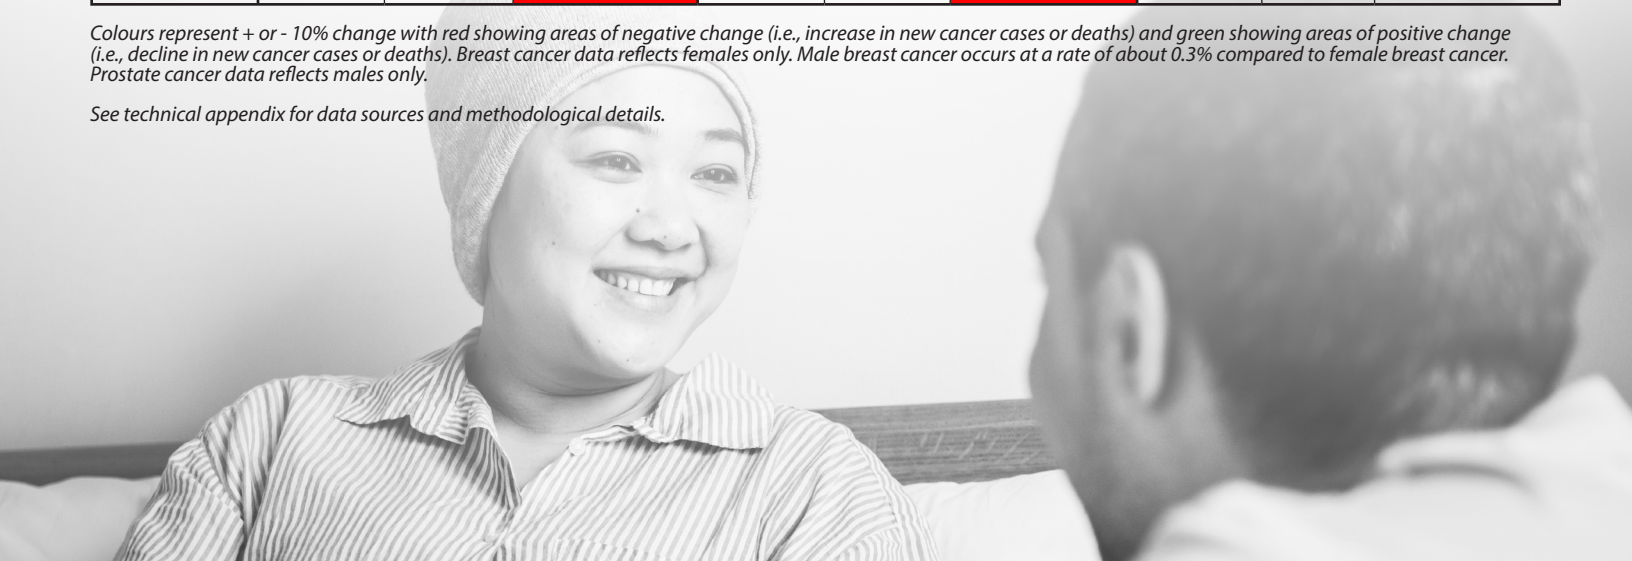 Colours represent + or - 10% change with red showing areas of negative change (i.e., increase in new cancer cases or deaths) and green showing areas of positive change
(i.e., decline in new cancer cases or deaths). Breast cancer data reflects females only. Male breast cancer occurs at a rate of about 0.3% compared to female breast cancer.
Prostate cancer data reflects males only.
See technical appendix for data sources and methodological details.